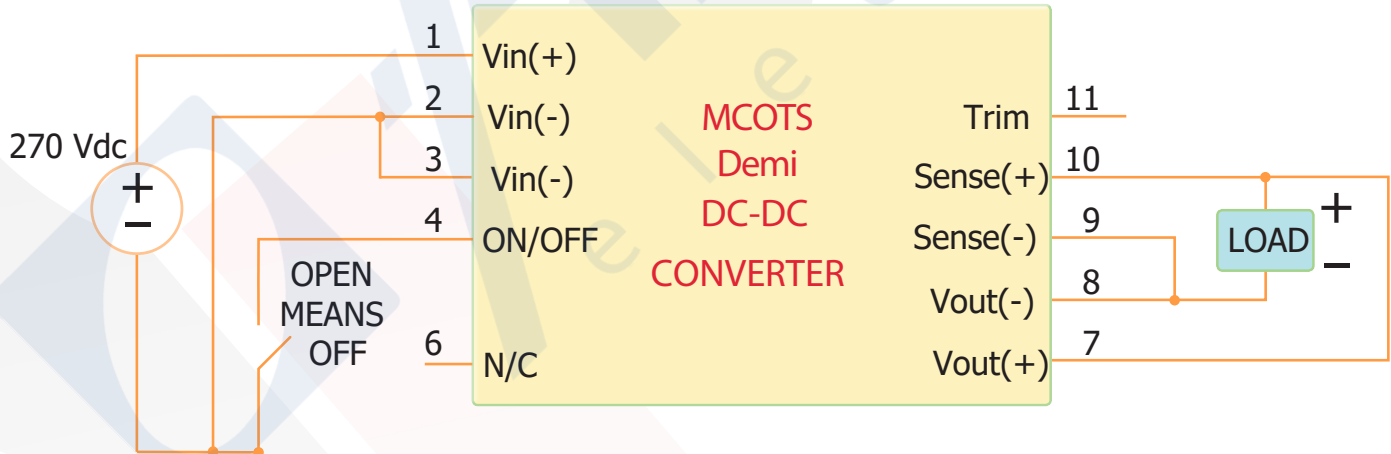 1
Vin(+)
2
Vin(-)
3
Vin(-)
4
ON/OFF
6
N/C
270 Vdc
+
−
OPEN
MEANS
OFF
MCOTS
Demi
DC-DC
CONVERTER
Trim
11
Sense(+)
10
Sense(-)
9
Vout(-)
8
Vout(+)
7
LOAD
+
−
e
l
e